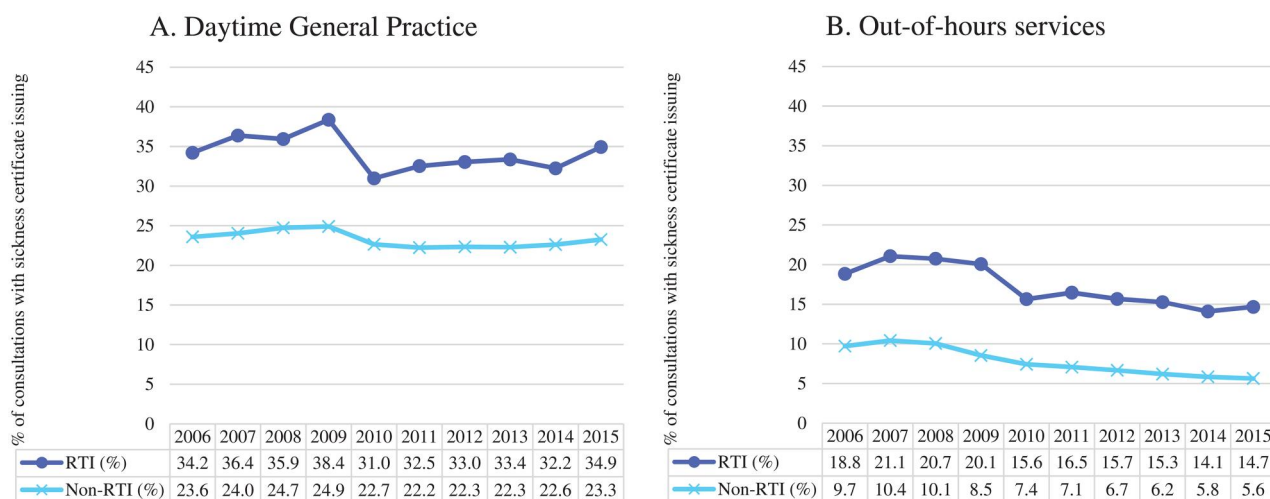 A. Daytime General Practice
% of consultations with sickness certificate issuing
45
40
35
30
25
20
15
10
5
0
2006 2007 2008 2009 2010 2011 2012 2013 2014 2015
RTI (%) 34.2 36.4 35.9 38.4 31.0 32.5 33.0 33.4 32.2 34.9
Non-RTI (%) 23.6 24.0 24.7 24.9 22.7 22.2 22.3 22.3 22.6 23.3
B. Out-of-hours services
% of consultations with sickness certificate issuing
45
40
35
30
25
20
15
10
5
0
2006 2007 2008 2009 2010 2011 2012 2013 2014 2015
RTI (%) 18.8 21.1 20.7 20.1 15.6 16.5 15.7 15.3 14.1 14.7
Non-RTI (%) 9.7 10.4 10.1 8.5 7.4 7.1 6.7 6.2 5.8 5.6